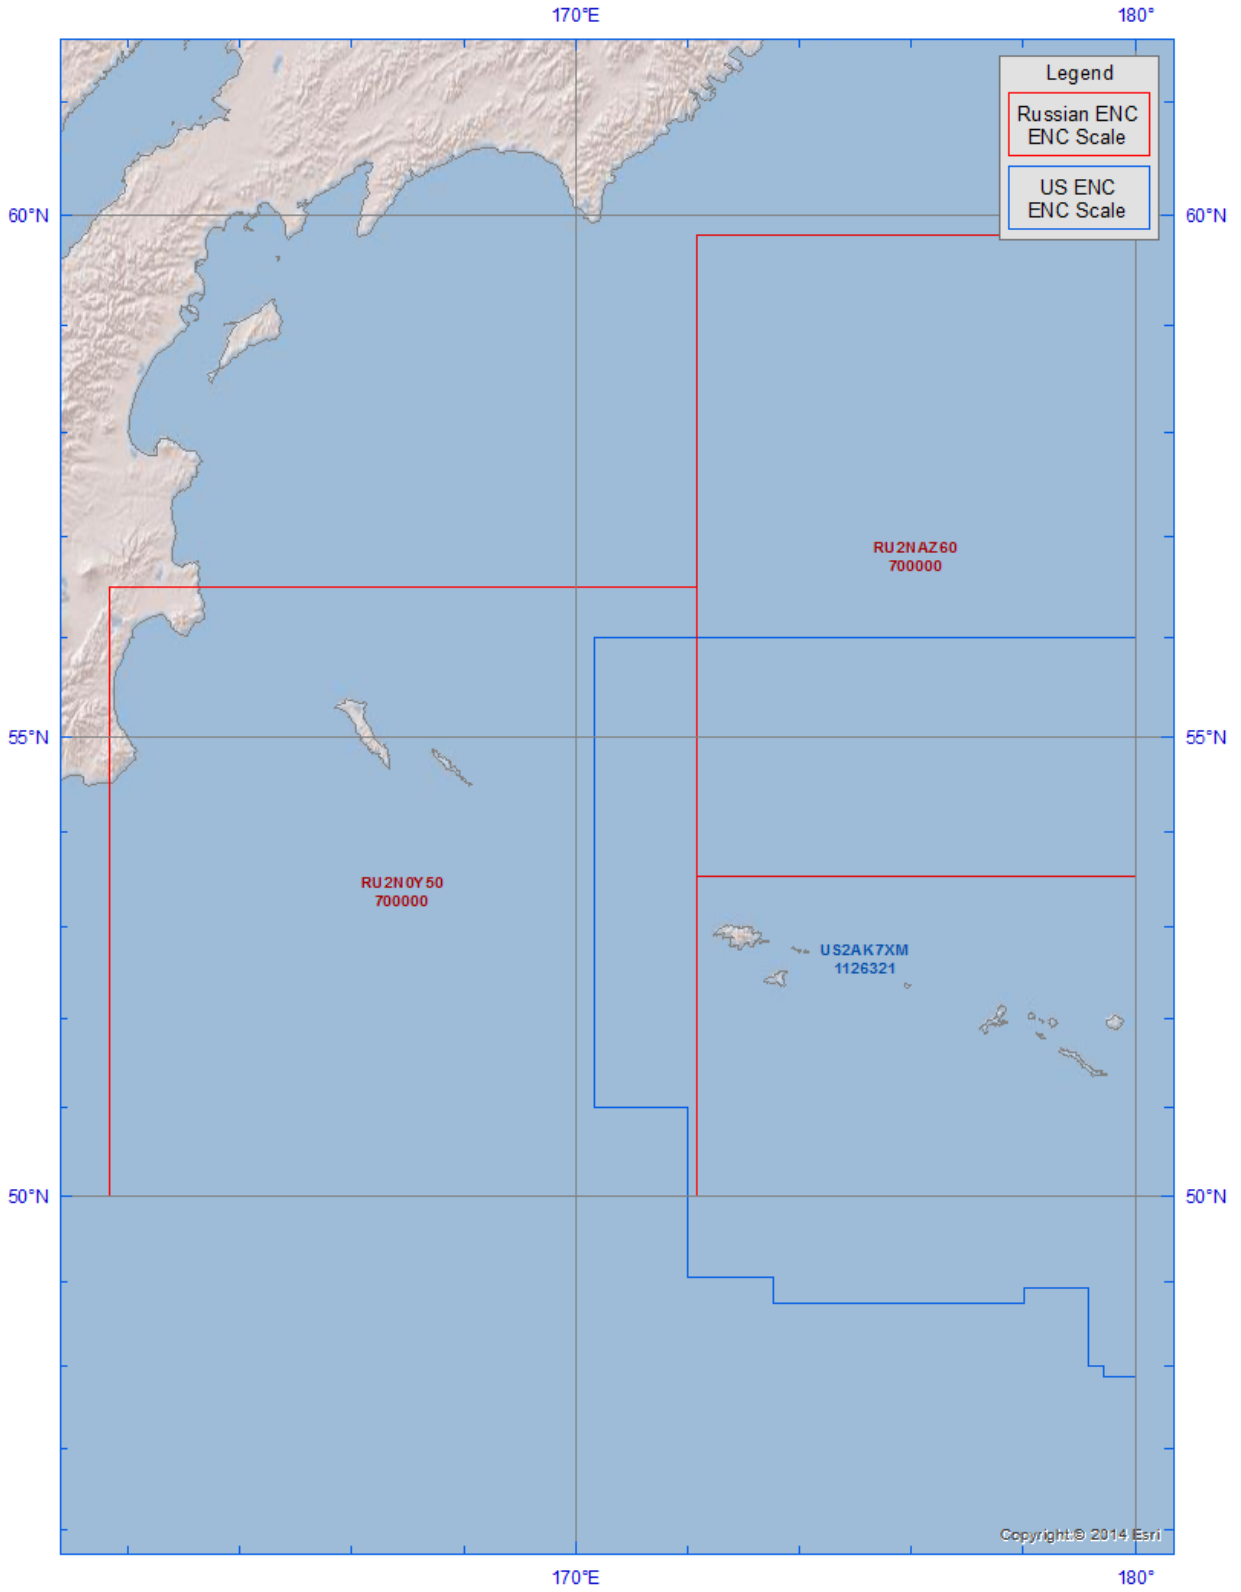 170°E
180°
Legend
Russian ENC
ENC Scale
US ENC
ENC Scale
60°N
60°N
RU2NAZ60
700000
55°N
55°N
RU2N0Y50
700000
US2AK7XM
1126321
50°N
50°N
Copyright:© 2014 Esri
170°E
180°